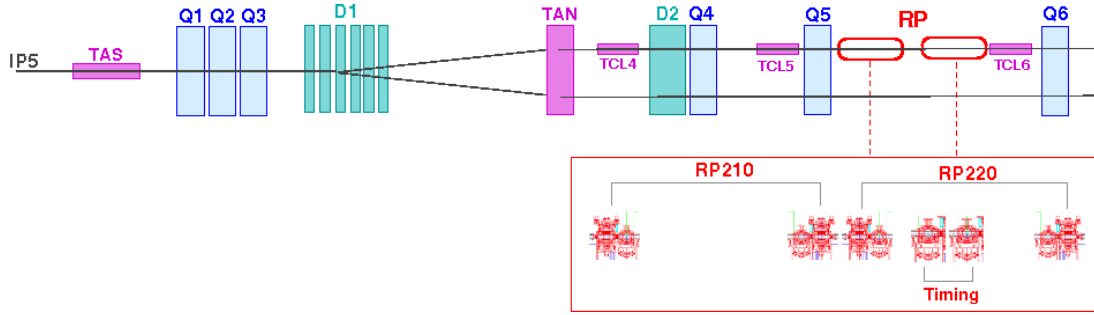 Q1 Q2 Q3 D1 TAN D2 Q4 Q5 RP Q6
IP5 TAS TCL4 TCL5 TCL6
RP210 RP220
Timing